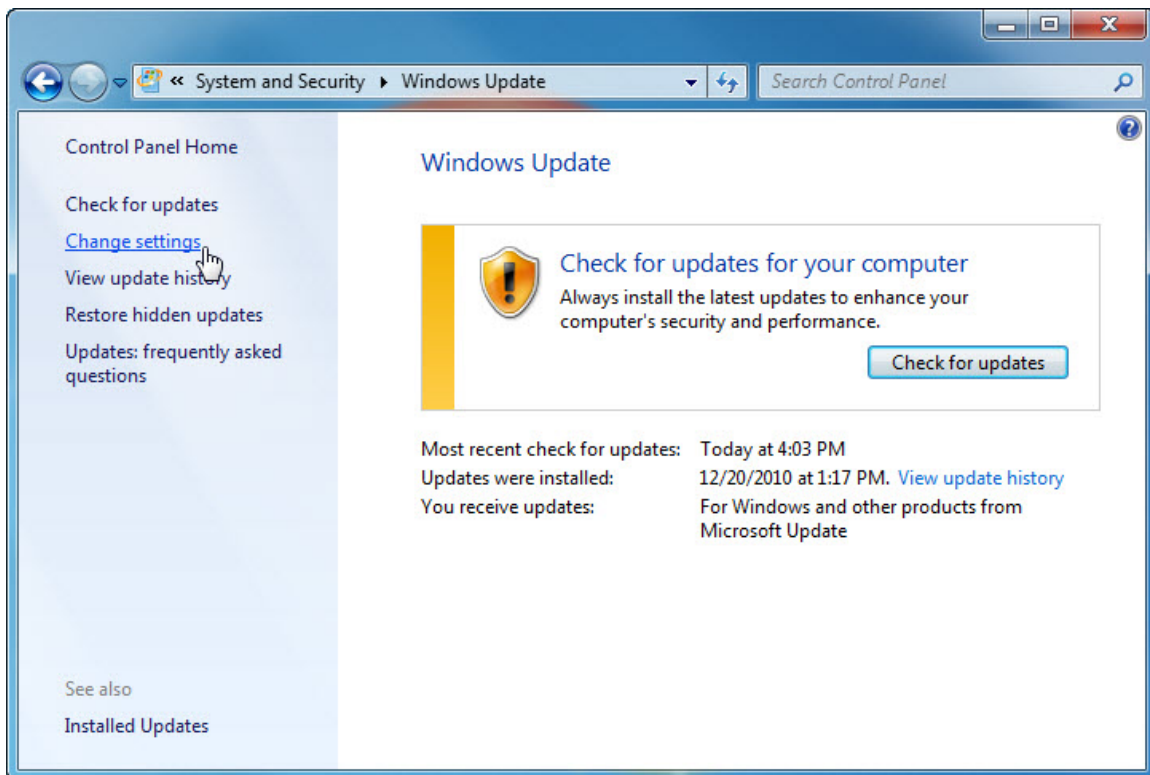 « System and Security ▸ Windows Update
Search Control Panel
Control Panel Home
Check for updates
Change settings
View update history
Restore hidden updates
Updates: frequently asked
questions
See also
Installed Updates
Windows Update
Check for updates for your computer
Always install the latest updates to enhance your
computer's security and performance.
Check for updates
Most recent check for updates: Today at 4:03 PM
Updates were installed: 12/20/2010 at 1:17 PM. View update history
You receive updates: For Windows and other products from
Microsoft Update